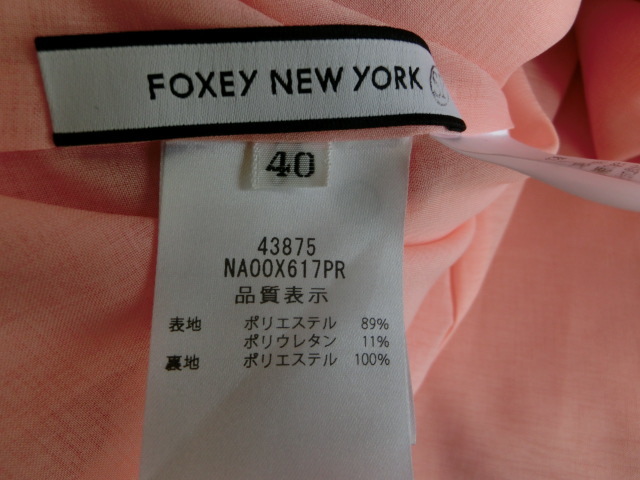 FOXEY NEW YORK
40
43875
NA00X617PR
品質表示
表地 ポリエステル 89%
ポリウレタン 11%
裏地 ポリエステル 100%